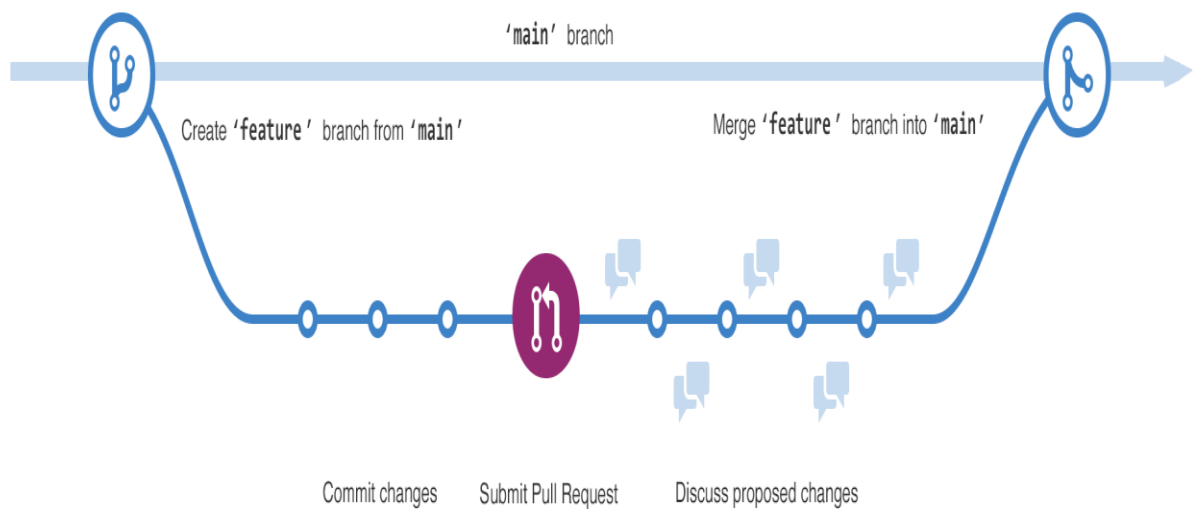 ‘main’ branch
Create ‘feature’ branch from ‘main’
Merge ‘feature’ branch into ‘main’
Commit changes
Submit Pull Request
Discuss proposed changes